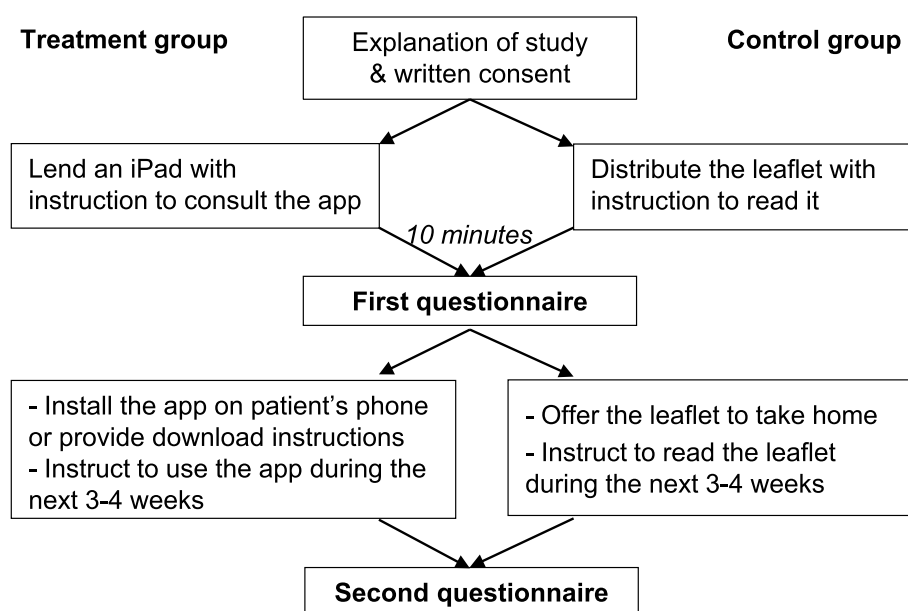 Treatment group
Explanation of study
& written consent
Control group
Lend an iPad with
instruction to consult the app
Distribute the leaflet with
instruction to read it
10 minutes
First questionnaire
- Install the app on patient’s phone
or provide download instructions
- Instruct to use the app during the
next 3-4 weeks
- Offer the leaflet to take home
- Instruct to read the leaflet
during the next 3-4 weeks
Second questionnaire